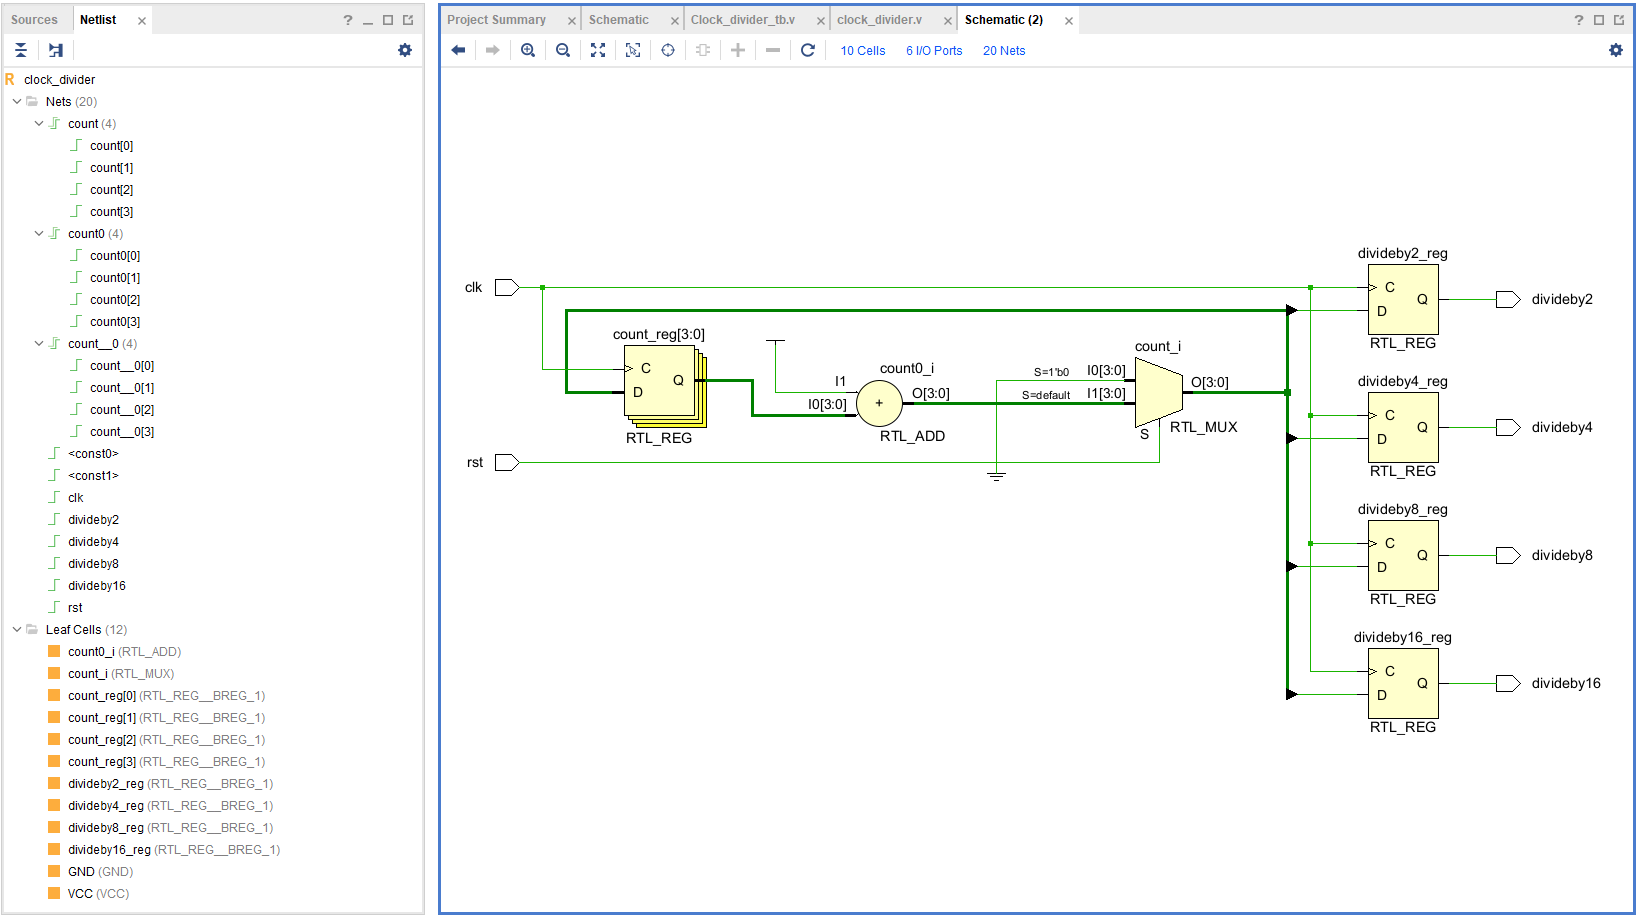 Sources
Netlist
?
clock_divider
Nets (20)
count (4)
count[0]
count[1]
count[2]
count[3]
count0 (4)
count0[0]
count0[1]
count0[2]
count0[3]
count__0 (4)
count__0[0]
count__0[1]
count__0[2]
count__0[3]
<const0>
<const1>
clk
divideby2
divideby4
divideby8
divideby16
rst
Leaf Cells (12)
count0_i (RTL_ADD)
count_i (RTL_MUX)
count_reg[0] (RTL_REG__BREG_1)
count_reg[1] (RTL_REG__BREG_1)
count_reg[2] (RTL_REG__BREG_1)
count_reg[3] (RTL_REG__BREG_1)
divideby2_reg (RTL_REG__BREG_1)
divideby4_reg (RTL_REG__BREG_1)
divideby8_reg (RTL_REG__BREG_1)
divideby16_reg (RTL_REG__BREG_1)
GND (GND)
VCC (VCC)
Project Summary
Schematic
Clock_divider_tb.v
clock_divider.v
Schematic (2)
?
10 Cells
6 I/O Ports
20 Nets
clk
rst
count_reg[3:0]
C
D
Q
RTL_REG
count0_i
I1
I0[3:0]
+
O[3:0]
RTL_ADD
count_i
S=1'b0
I0[3:0]
S=default
I1[3:0]
O[3:0]
S
RTL_MUX
divideby2_reg
C
D
Q
RTL_REG
divideby2
divideby4_reg
C
D
Q
RTL_REG
divideby4
divideby8_reg
C
D
Q
RTL_REG
divideby8
divideby16_reg
C
D
Q
RTL_REG
divideby16